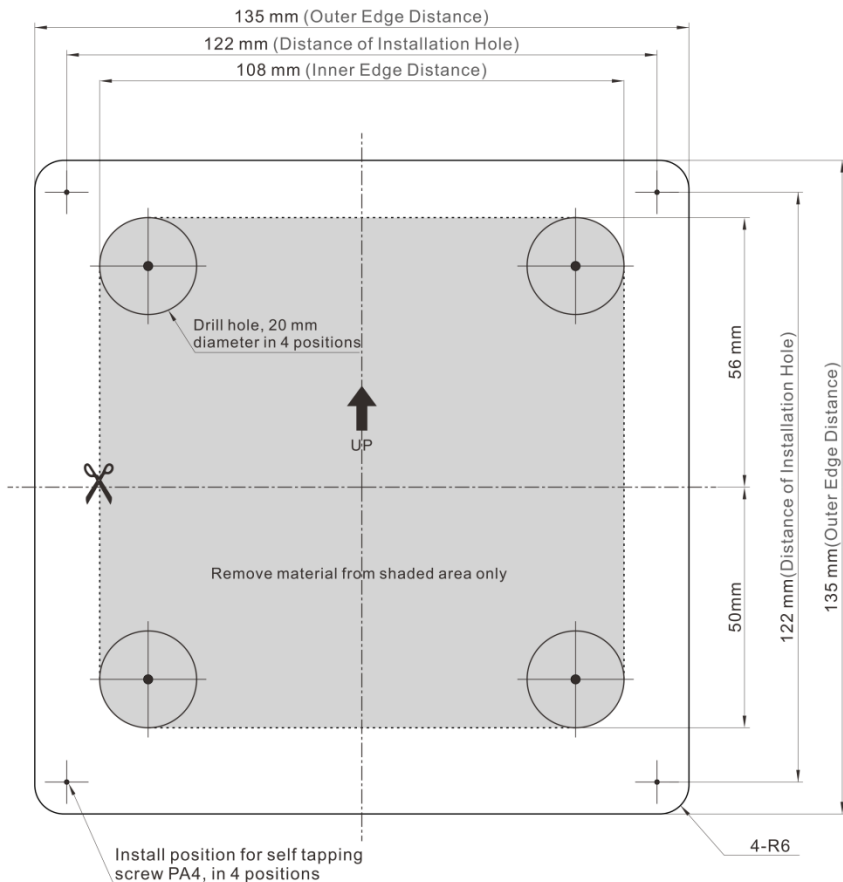 135 mm (Outer Edge Distance)
122 mm (Distance of Installation Hole)
108 mm (Inner Edge Distance)
Drill hole, 20 mm
diameter in 4 positions
56 mm
UP
122 mm(Distance of Installation Hole)
135 mm(Outer Edge Distance)
Remove material from shaded area only
50mm
4-R6
Install position for self tapping
screw PA4, in 4 positions